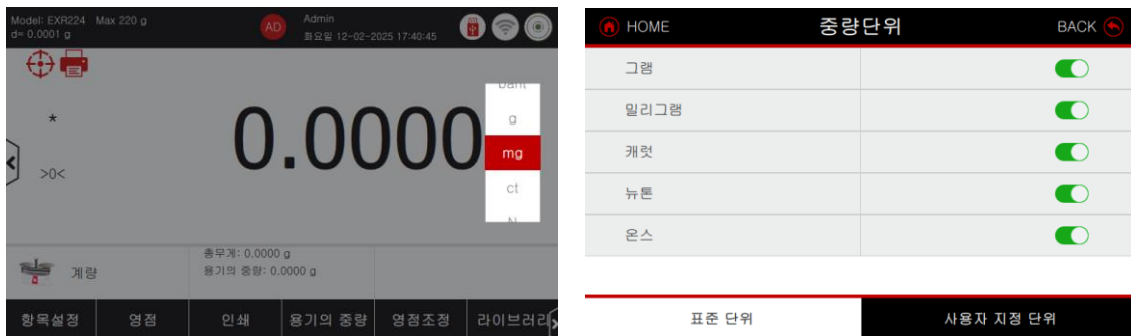 Model: EXR224 Max 220 g
d= 0.0001 g
AD
Admin
화요일 12-02-2025 17:40:45
*
>0<
0.0000
g
mg
ct
N
계량
총무게: 0.0000 g
용기의 중량: 0.0000 g
항목설정 영점 인쇄 용기의 중량 영점조정 라이브러리
HOME 중량단위 BACK
그램
밀리그램
캐럿
뉴톤
온스
표준 단위 사용자 지정 단위